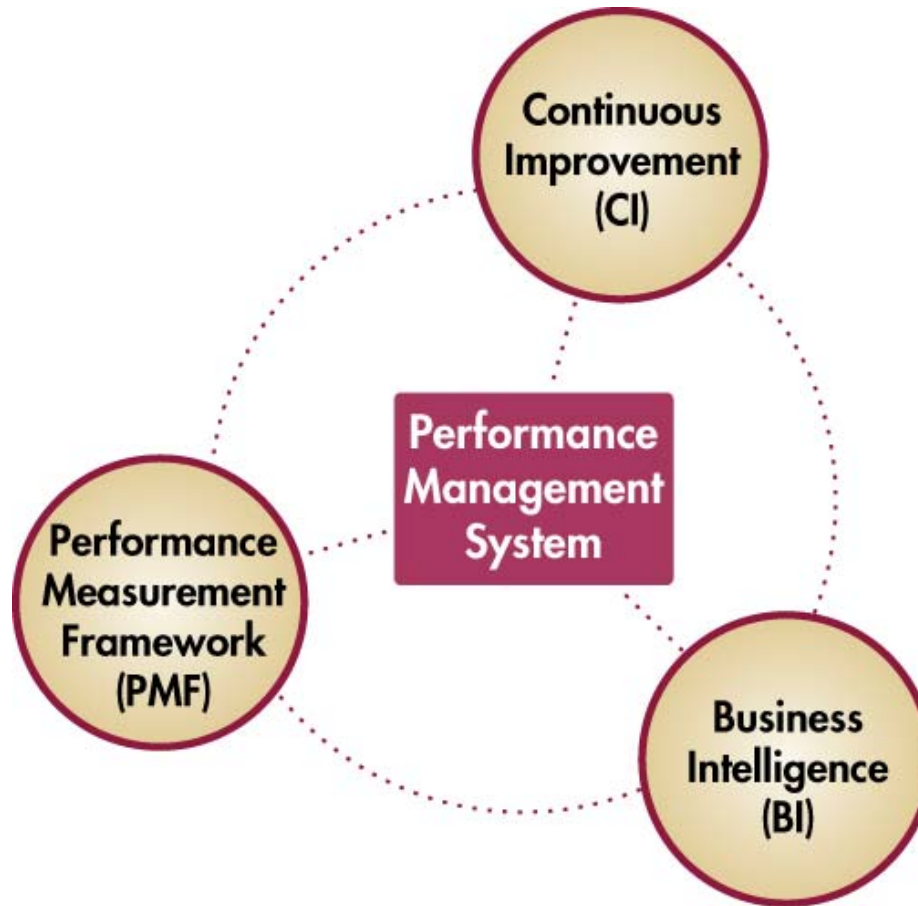 Continuous
Improvement
(CI)
Performance
Management
System
Performance
Measurement
Framework
(PMF)
Business
Intelligence
(BI)